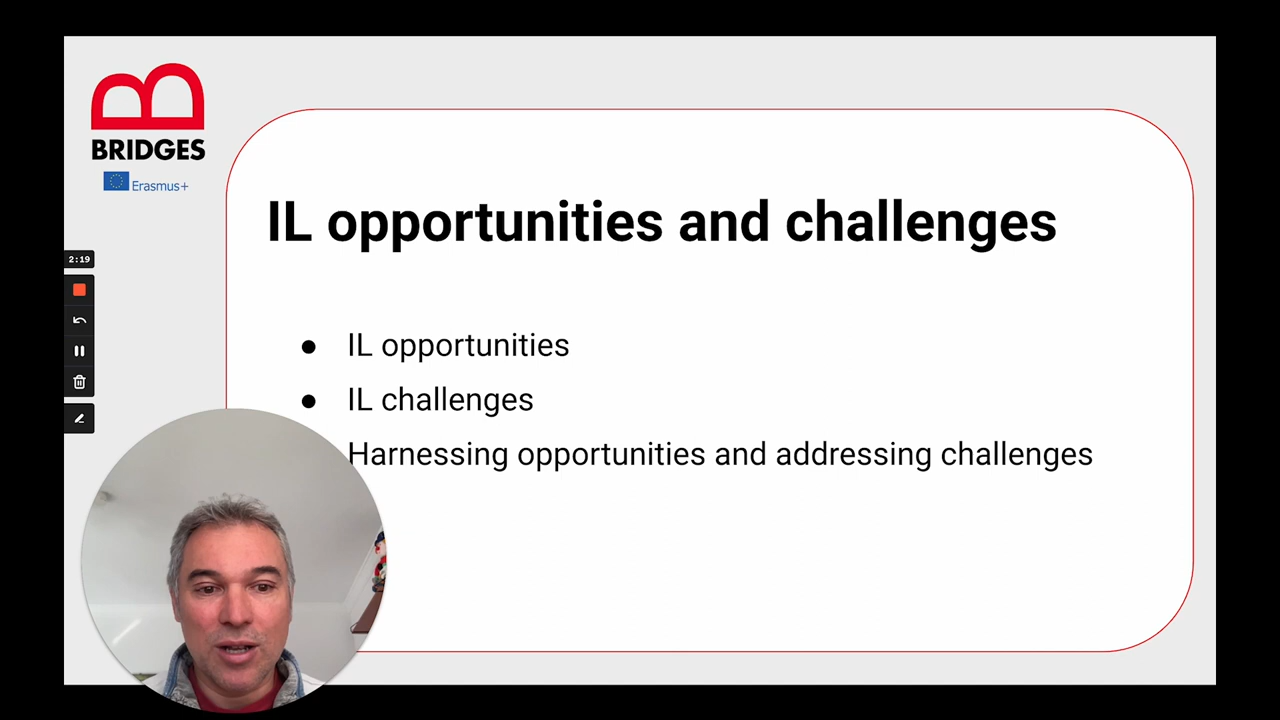 BRIDGES
Erasmus+
IL opportunities and challenges
2:19
● IL opportunities
● IL challenges
Harnessing opportunities and addressing challenges